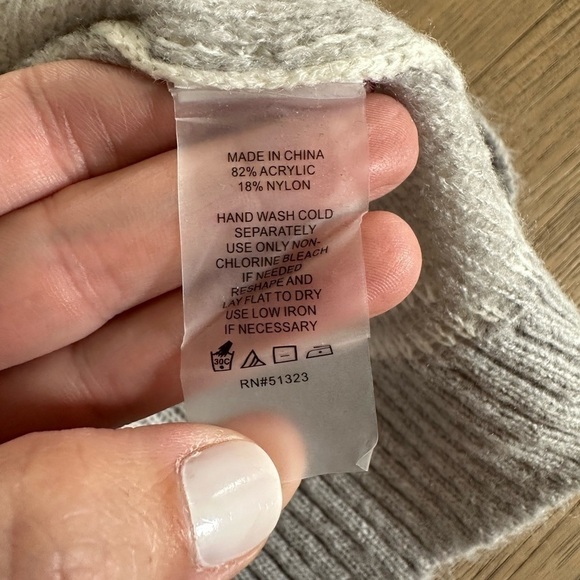 MADE IN CHINA
82% ACRYLIC
18% NYLON
HAND WASH COLD
SEPARATELY
USE ONLY NON-
CHLORINE BLEACH
IF NEEDED
RESHAPE AND
LAY FLAT TO DRY
USE LOW IRON
IF NECESSARY
30C
RN#51323